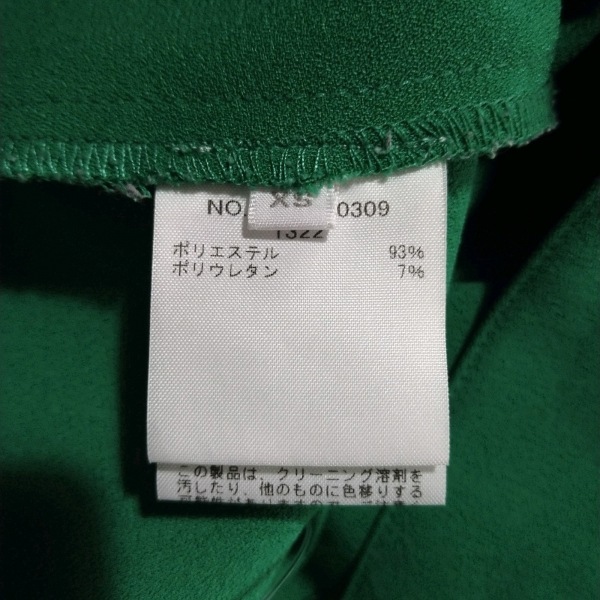 XS
NO. 0309
1322
ポリエステル 93%
ポリウレタン 7%
この製品は、クリーニング溶剤を
汚したり、他のものに色移りする